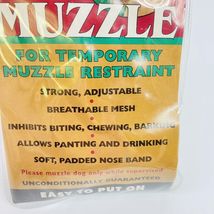 MUZZLE
FOR TEMPORARY
MUZZLE RESTRAINT
STRONG, ADJUSTABLE
BREATHABLE MESH
INHIBITS BITING, CHEWING, BARKING
ALLOWS PANTING AND DRINKING
SOFT, PADDED NOSE BAND
Please muzzle dog only while supervised
UNCONDITIONALLY GUARANTEED
EASY TO PUT ON